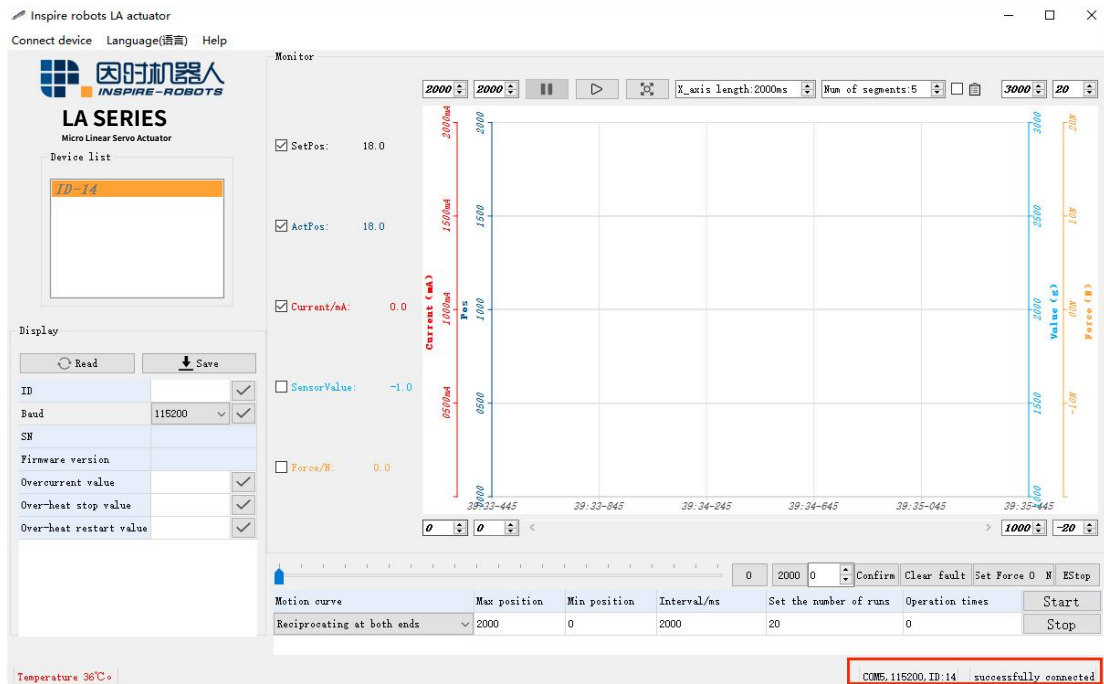 Inspire robots LA actuator
Connect device Language(语言) Help
因时机器人
INSPIRE-ROBOTS
LA SERIES
Micro Linear Servo Actuator
Device list
ID-14
Display
Read Save
ID
Baud 115200
SN
Firmware version
Overcurrent value
Over-heat stop value
Over-heat restart value
Monitor
2000 2000 X_axis length:2000ms Num of segments:5 3000 20
SetPos: 18.0
ActPos: 18.0
Current/mA: 0.0
SensorValue: -1.0
Force/N: 0.0
Current (mA)
2000mA
1500mA
1000mA
0500mA
Pos
2000
1500
1000
0500
0000
Value (g)
3000
2500
2000
1500
Force (N)
20N
10N
00N
-10N
39:33-445 39:33-845 39:34-245 39:34-645 39:35-045 39:35-445
0 0 1000 -20
0 2000 0 Confirm Clear fault Set Force 0 N EStop
Motion curve Max position Min position Interval/ms Set the number of runs Operation times Start
Reciprocating at both ends 2000 0 2000 20 0 Stop
Temperature 36℃。 COM5,115200,ID:14 successfully connected